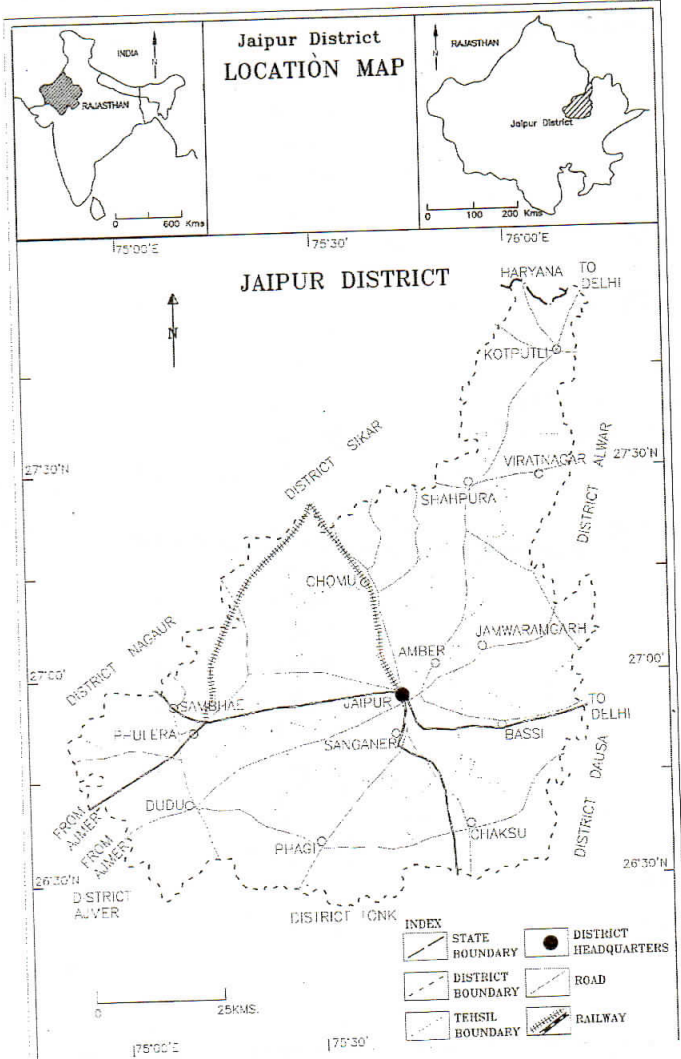 INDIA
N
RAJASTHAN
0 600 Kms
Jaipur District
LOCATION MAP
RAJASTHAN
N
Jaipur District
0 100 200 Kms
75°00'E
75°30'
76°00'E
JAIPUR DISTRICT
N
HARYANA
TO
DELHI
KOTPUTLI
DISTRICT SIKAR
27°30'N
27°30'N
VIRATNAGAR
SHAHPURA
DISTRICT ALWAR
CHOMU
JAMWARAMGARH
AMBER
DISTRICT NAGAUR
27°00'
27°00'N
SAMBHAE
JAIPUR
TO
DELHI
PHULERA
SANGANER
BASSI
DISTRICT DAUSA
DUDU
FROM
AJMER
FROM
AJMER
PHAGI
CHAKSU
26°30'N
26°30'N
DISTRICT
AJMER
DISTRICT TONK
INDEX
STATE
BOUNDARY
DISTRICT
HEADQUARTERS
DISTRICT
BOUNDARY
ROAD
TEHSIL
BOUNDARY
RAILWAY
0 25KMS.
75°00'E
75°30'